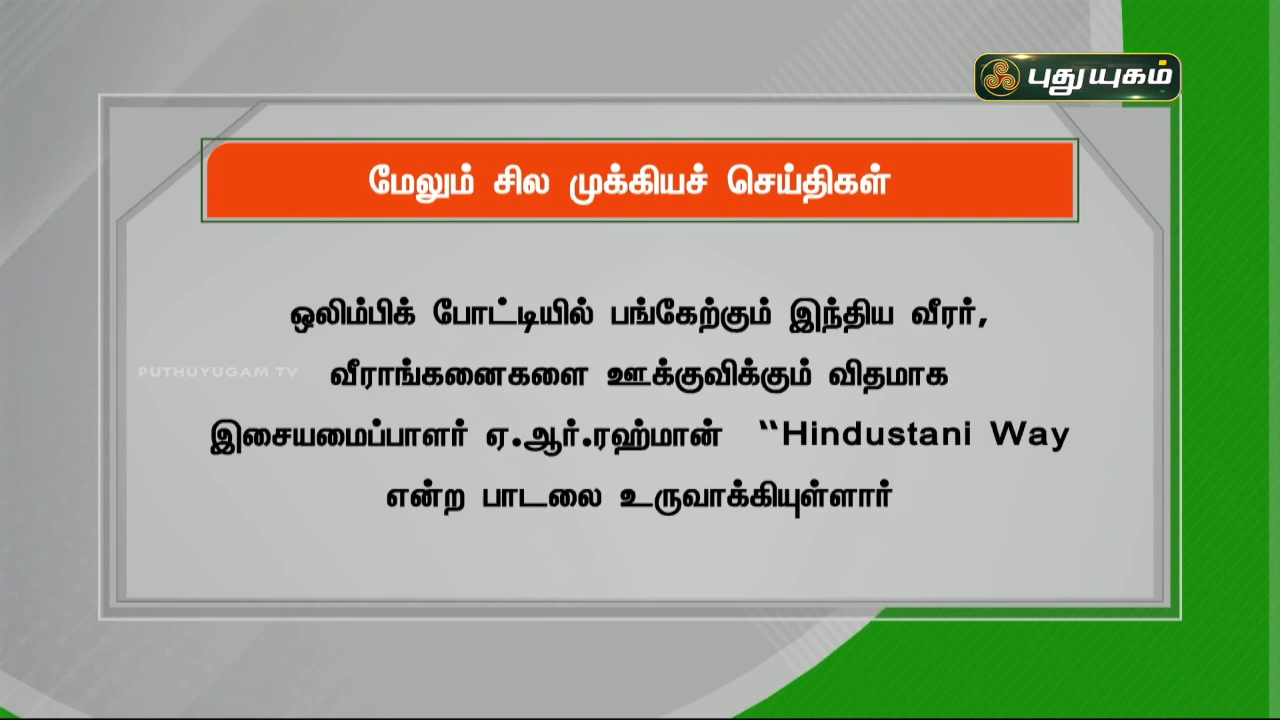 புதுயுகம்
மேலும் சில முக்கியச் செய்திகள்
ஒலிம்பிக் போட்டியில் பங்கேற்கும் இந்திய வீரர்,
PUTHUYUGAM TV
வீராங்கனைகளை ஊக்குவிக்கும் விதமாக
இசையமைப்பாளர் ஏ.ஆர்.ரஹ்மான் “Hindustani Way
என்ற பாடலை உருவாக்கியுள்ளார்